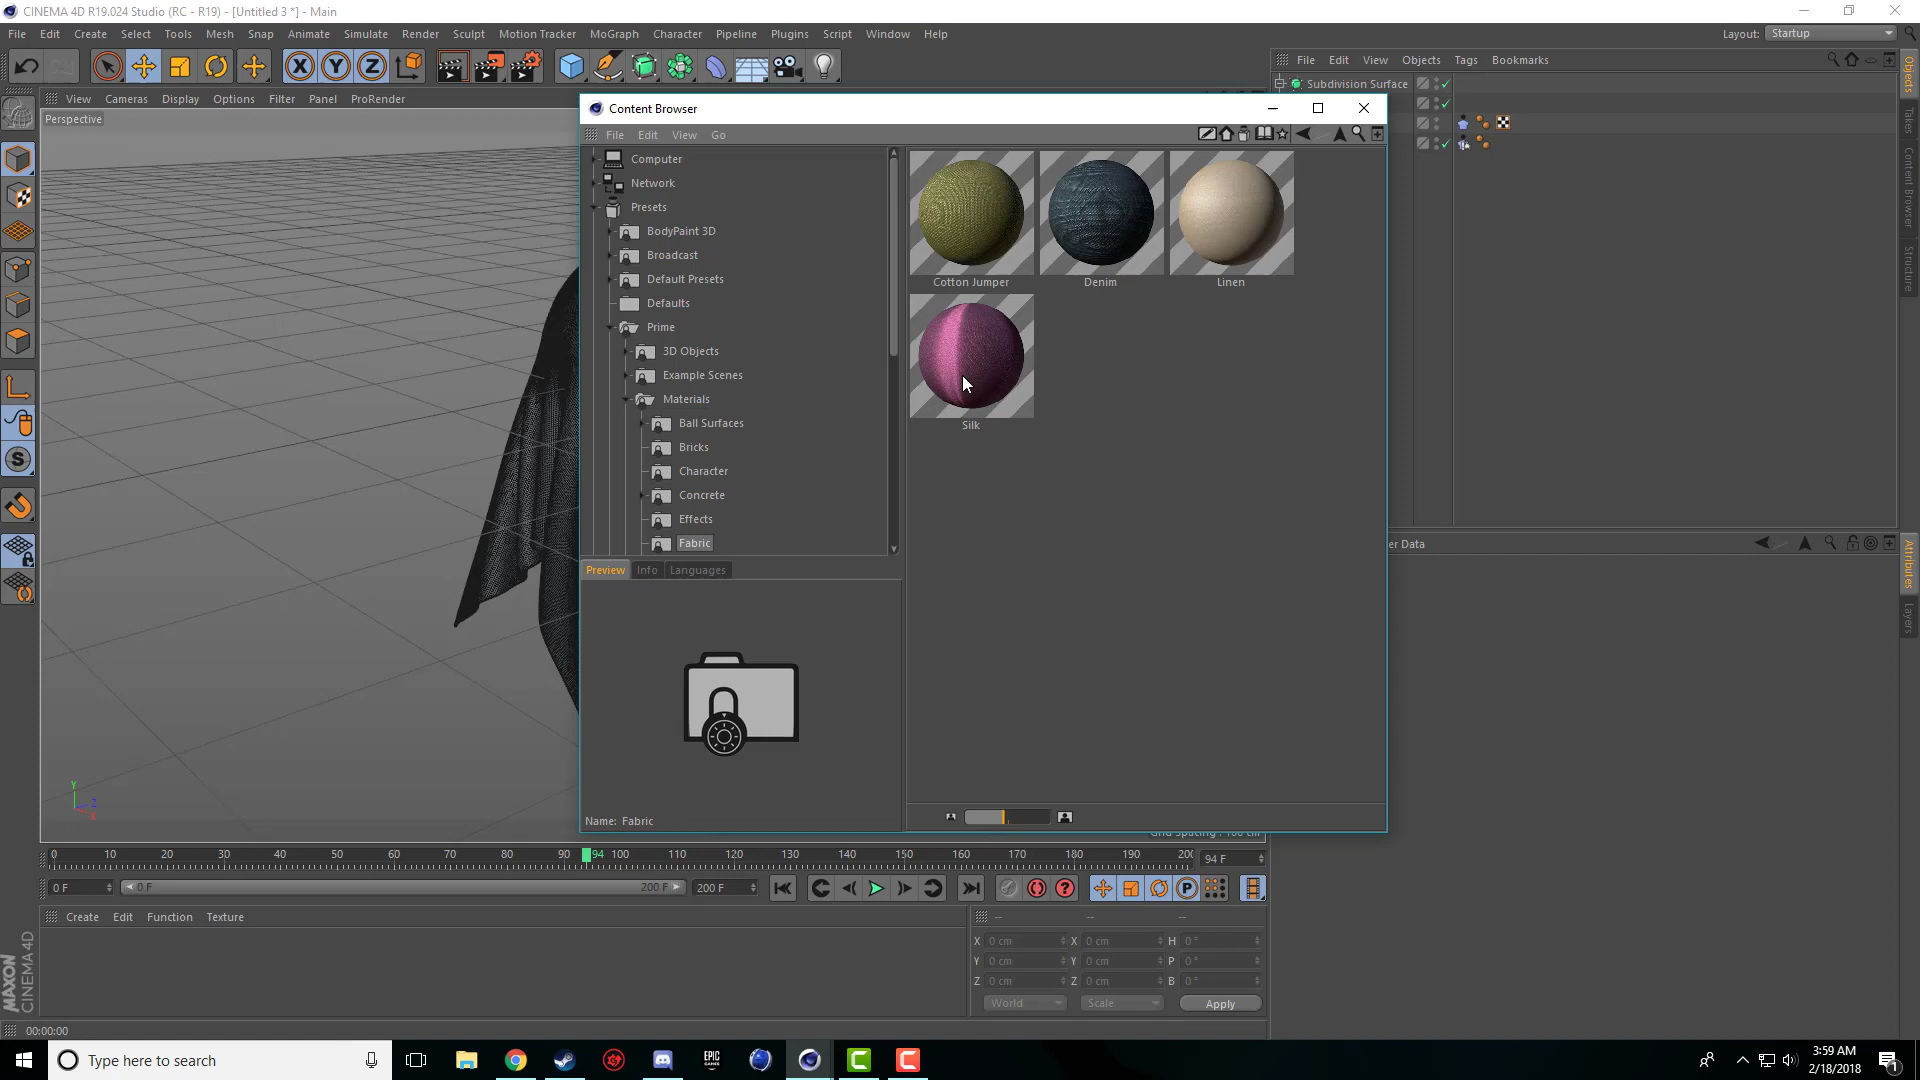 CINEMA 4D R19.024 Studio (RC - R19) - [Untitled 3 *] - Main
File Edit Create Select Tools Mesh Snap Animate Simulate Render Sculpt Motion Tracker MoGraph Character Pipeline Plugins Script Window Help
Layout: Startup
X Y Z
File Edit View Objects Tags Bookmarks
Subdivision Surface
View Cameras Display Options Filter Panel ProRender
Perspective
Content Browser
File Edit View Go
Computer
Network
Presets
BodyPaint 3D
Broadcast
Default Presets
Defaults
Prime
3D Objects
Example Scenes
Materials
Ball Surfaces
Bricks
Character
Concrete
Effects
Fabric
Cotton Jumper
Denim
Linen
Silk
Preview Info Languages
Name: Fabric
Objects
Takes
Content Browser
Structure
er Data
Attributes
Layers
S
Y
Z
X
Grid Spacing : 100 cm
0 10 20 30 40 50 60 70 80 90 94 100 110 120 130 140 150 160 170 180 190 20
94 F
0 F
0 F
200 F
200 F
P
Create Edit Function Texture
-- -- --
X 0 cm X 0 cm H 0 °
Y 0 cm Y 0 cm P 0 °
Z 0 cm Z 0 cm B 0 °
World Scale Apply
MAXON
CINEMA 4D
00:00:00
Type here to search
EPIC
GAMES
3:59 AM
2/18/2018
1